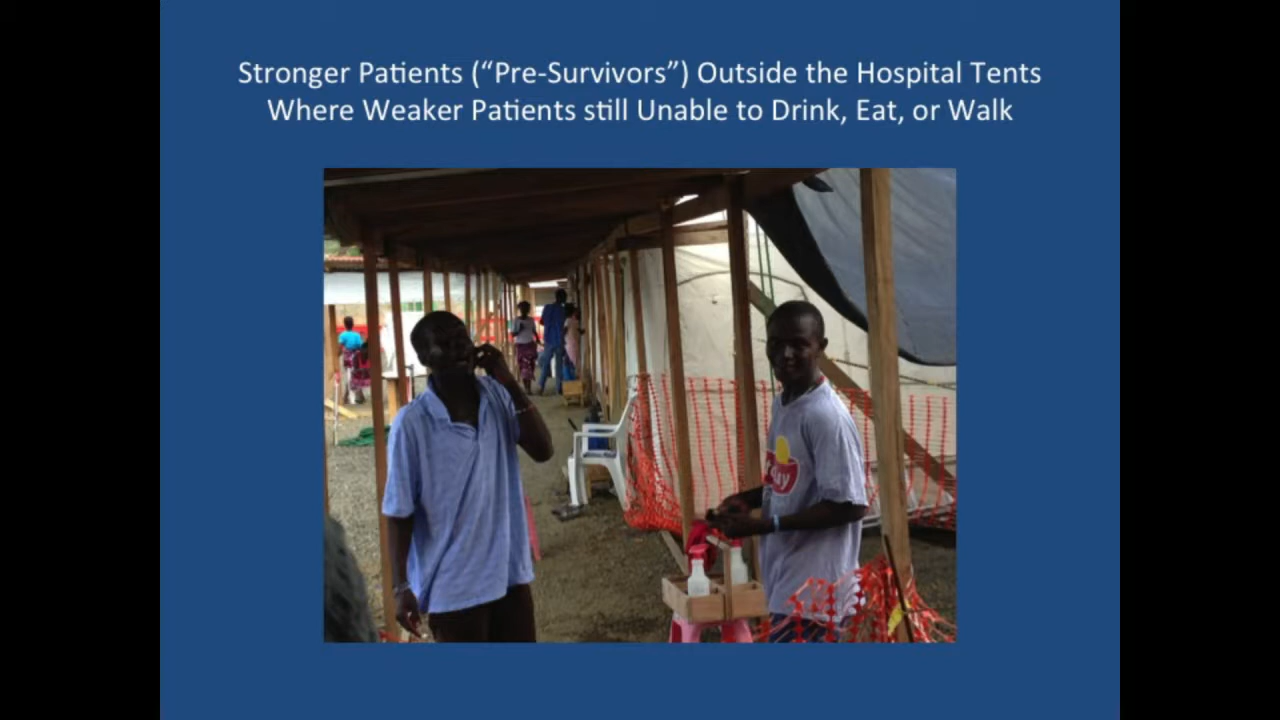 Stronger Patients (“Pre-Survivors”) Outside the Hospital Tents
Where Weaker Patients still Unable to Drink, Eat, or Walk